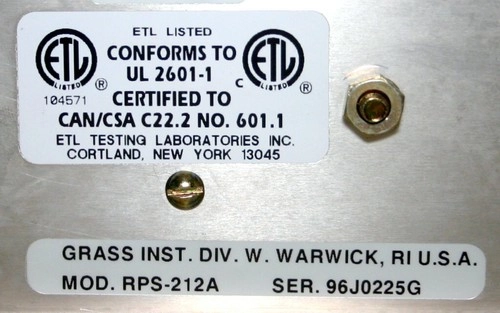 ETL LISTED
CONFORMS TO
UL 2601-1
ETL
LISTED
®
104571
C
ETL
LISTED
®
CERTIFIED TO
CAN/CSA C22.2 NO. 601.1
ETL TESTING LABORATORIES INC.
CORTLAND, NEW YORK 13045
GRASS INST. DIV. W. WARWICK, RI U.S.A.
MOD. RPS-212A SER. 96J0225G